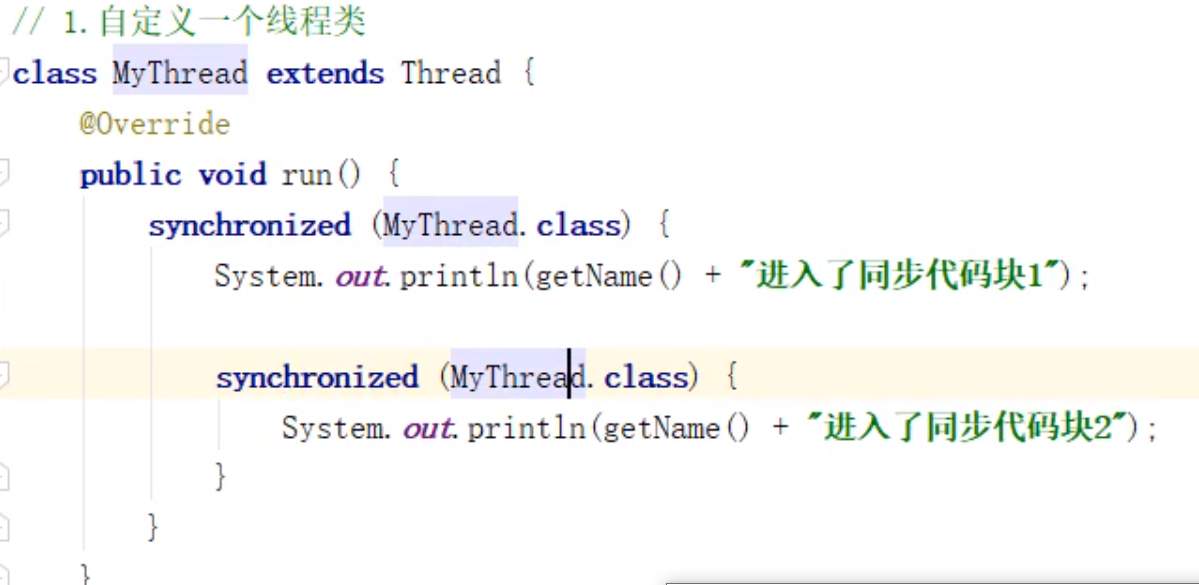 // 1.自定义一个线程类
class MyThread extends Thread {
@Override
public void run() {
synchronized (MyThread.class) {
System.out.println(getName() + "进入了同步代码块1");
synchronized (MyThread.class) {
System.out.println(getName() + "进入了同步代码块2");
}
}
}